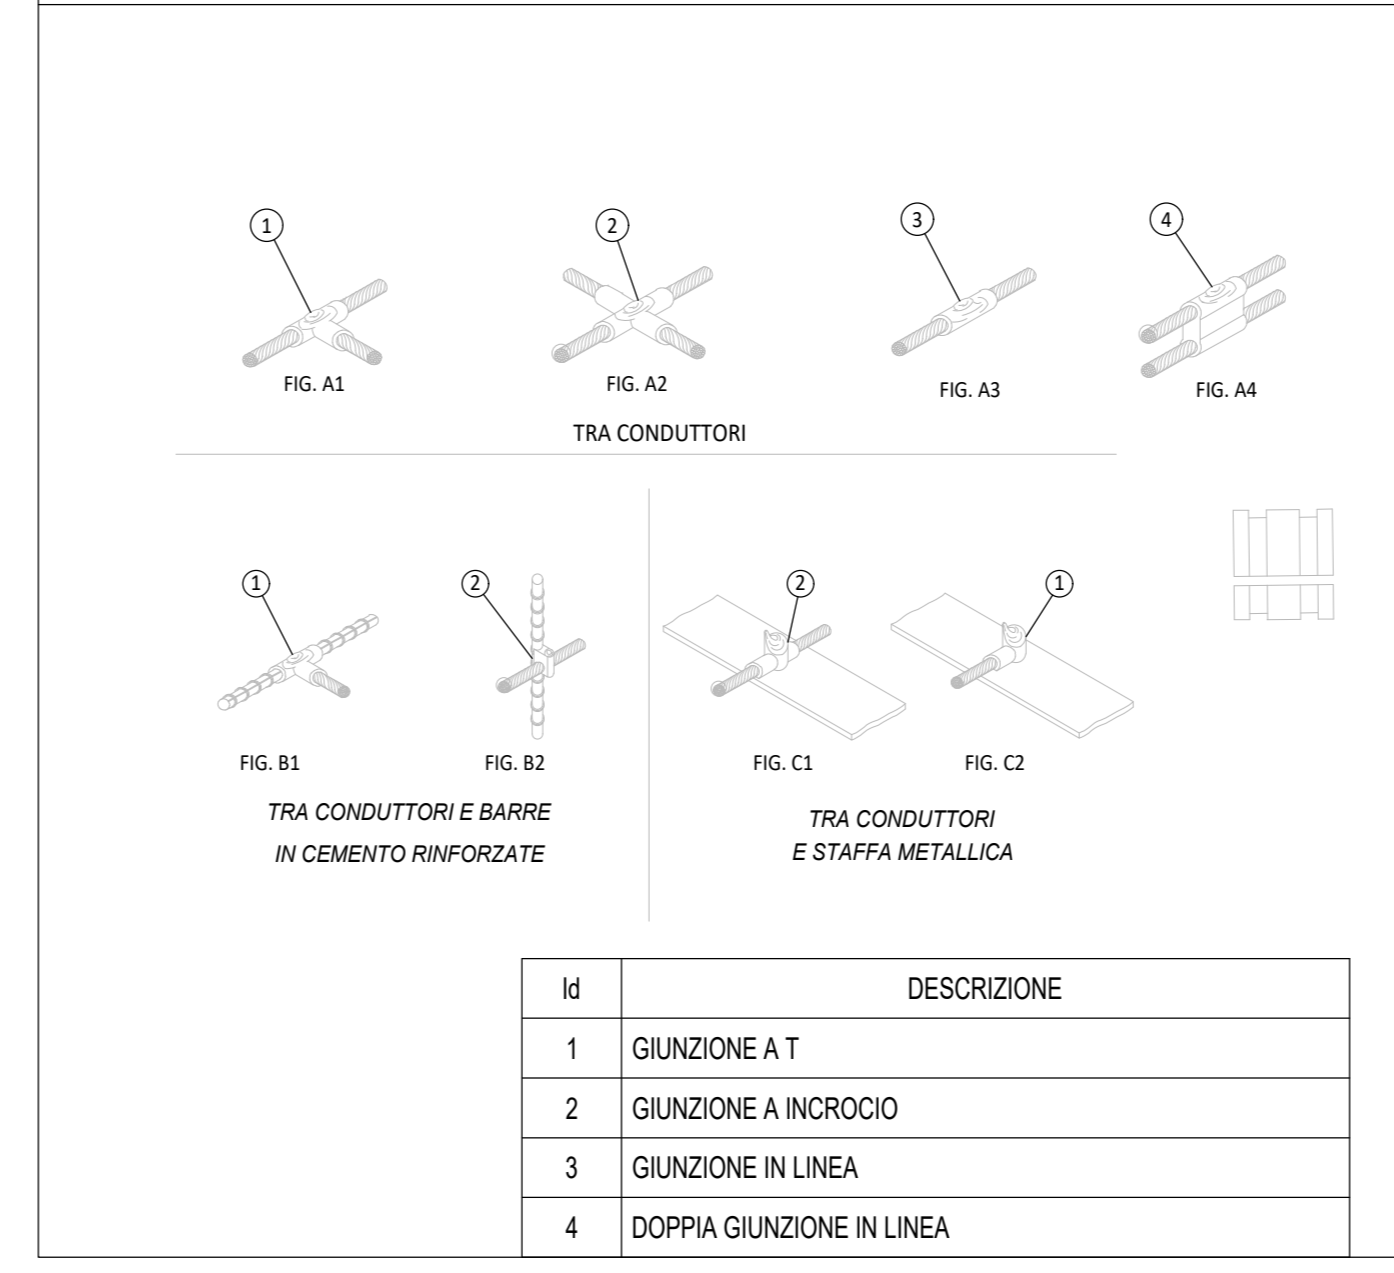 1
2
3
4
FIG. A1
FIG. A2
FIG. A3
FIG. A4
TRA CONDUTTORI
1
2
2
1
FIG. B1
FIG. B2
FIG. C1
FIG. C2
TRA CONDUTTORI E BARRE
IN CEMENTO RINFORZATE
TRA CONDUTTORI
E STAFFA METALLICA
Id DESCRIZIONE
1 GIUNZIONE A T
2 GIUNZIONE A INCROCIO
3 GIUNZIONE IN LINEA
4 DOPPIA GIUNZIONE IN LINEA